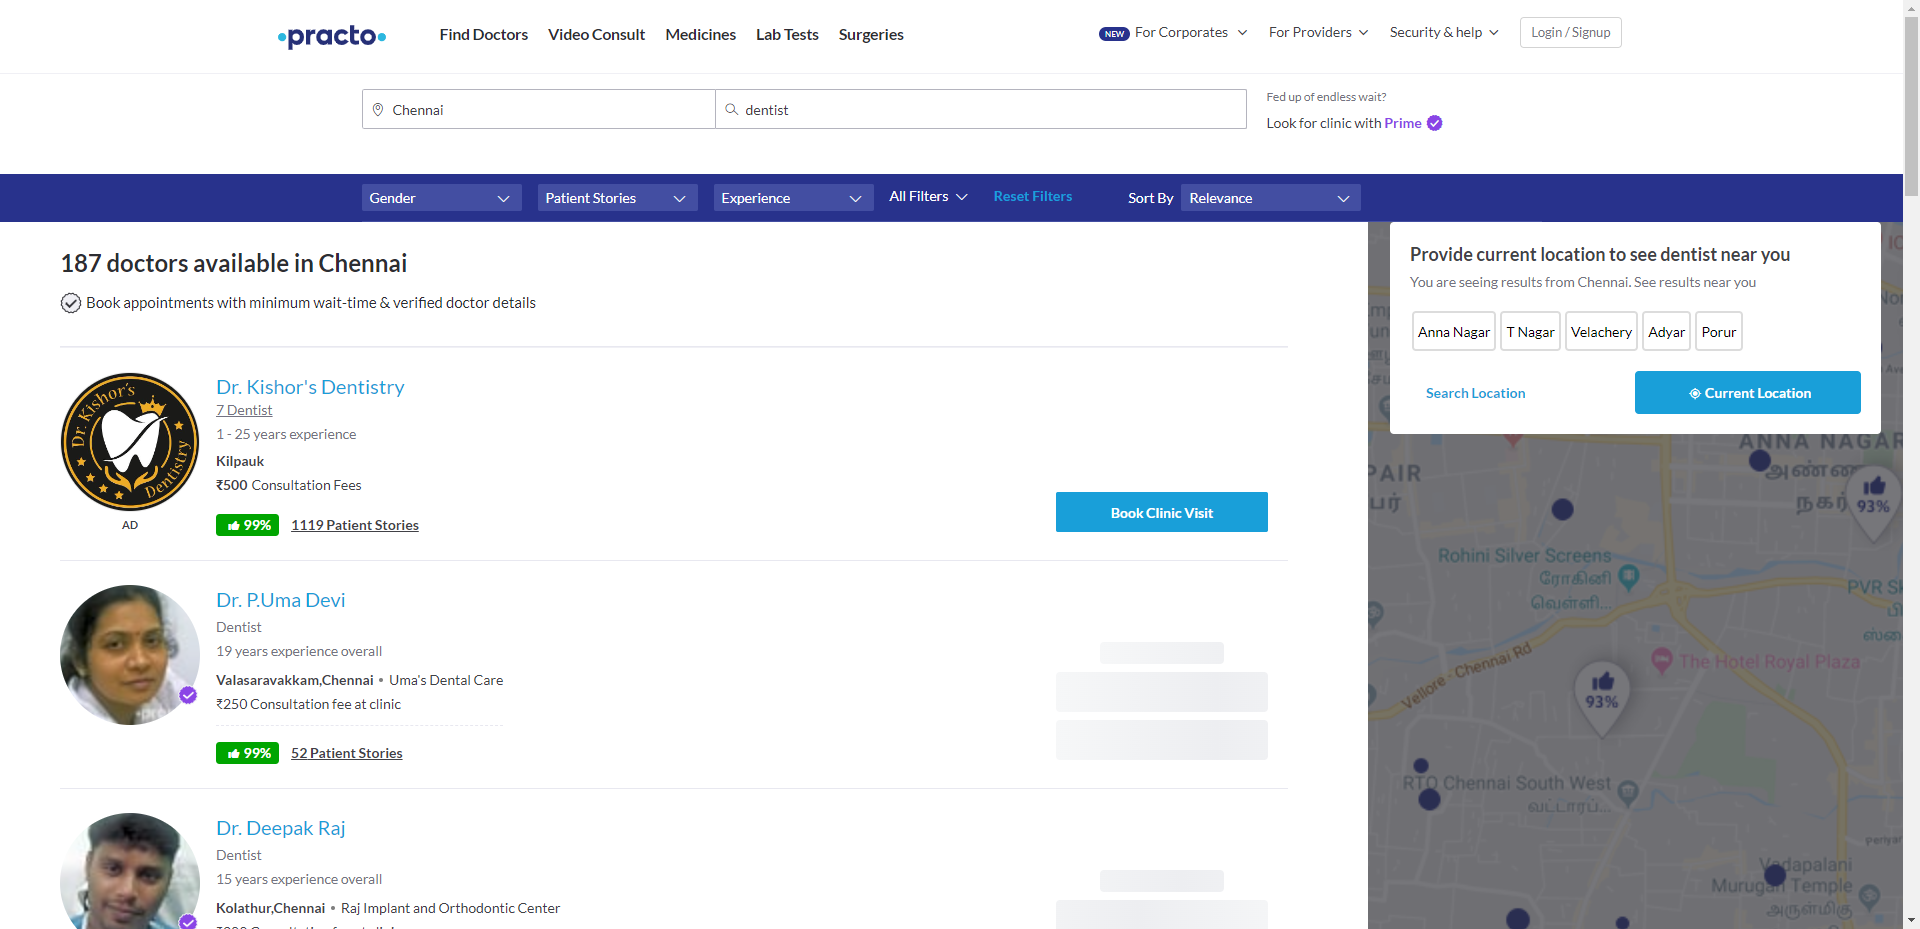 practo
Find Doctors
Video Consult
Medicines
Lab Tests
Surgeries
NEW For Corporates
For Providers
Security & help
Login / Signup
Chennai
dentist
Fed up of endless wait?
Look for clinic with Prime
Gender
Patient Stories
Experience
All Filters
Reset Filters
Sort By
Relevance
187 doctors available in Chennai
Book appointments with minimum wait-time & verified doctor details
Dr. Kishor's Dentistry
Dr. Kishor's Dentistry
7 Dentist
1 - 25 years experience
Kilpauk
₹500 Consultation Fees
AD
99%
1119 Patient Stories
Book Clinic Visit
Dr. P.Uma Devi
Dentist
19 years experience overall
Valasaravakkam,Chennai • Uma's Dental Care
₹250 Consultation fee at clinic
99%
52 Patient Stories
Dr. Deepak Raj
Dentist
15 years experience overall
Kolathur,Chennai • Raj Implant and Orthodontic Center
Provide current location to see dentist near you
You are seeing results from Chennai. See results near you
Anna Nagar
T Nagar
Velachery
Adyar
Porur
Search Location
Current Location
ANNA NAGAR
அண்ணா
நகர்
93%
Rohini Silver Screens
ரோகினி
வெள்ளி...
PVR
Vellore - Chennai Rd
The Hotel Royal Plaza
93%
RTO Chennai South West
வட்டாரப்...
Vadapalani
Murugan Temple
அருள்மிகு